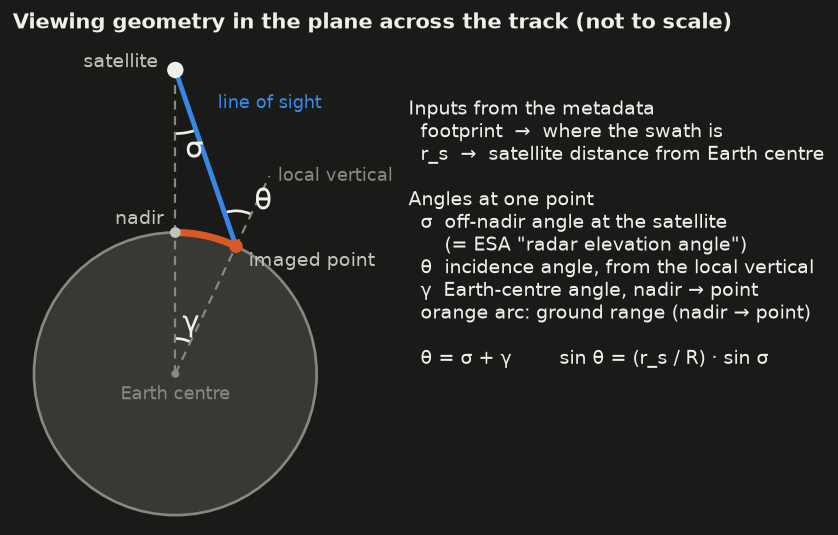 Viewing geometry in the plane across the track (not to scale)
satellite
line of sight
σ
local vertical
θ
nadir
imaged point
γ
Earth centre
Inputs from the metadata
footprint → where the swath is
r_s → satellite distance from Earth centre
Angles at one point
σ off-nadir angle at the satellite
(= ESA "radar elevation angle")
θ incidence angle, from the local vertical
γ Earth-centre angle, nadir → point
orange arc: ground range (nadir → point)
θ = σ + γ sin θ = (r_s / R) · sin σ